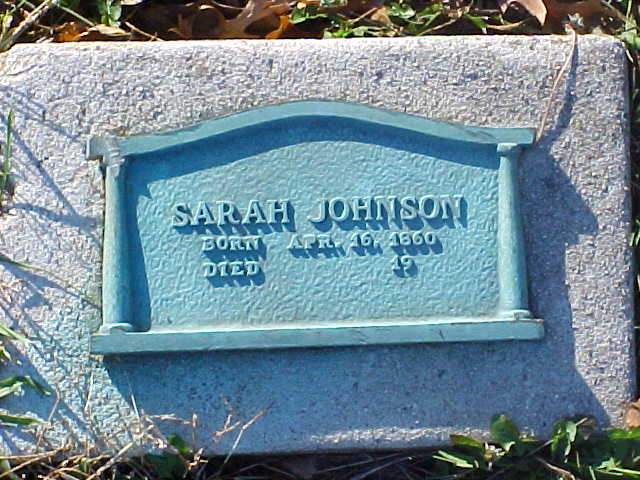 SARAH JOHNSON
BORN APR. 16. 1860
DIED 19